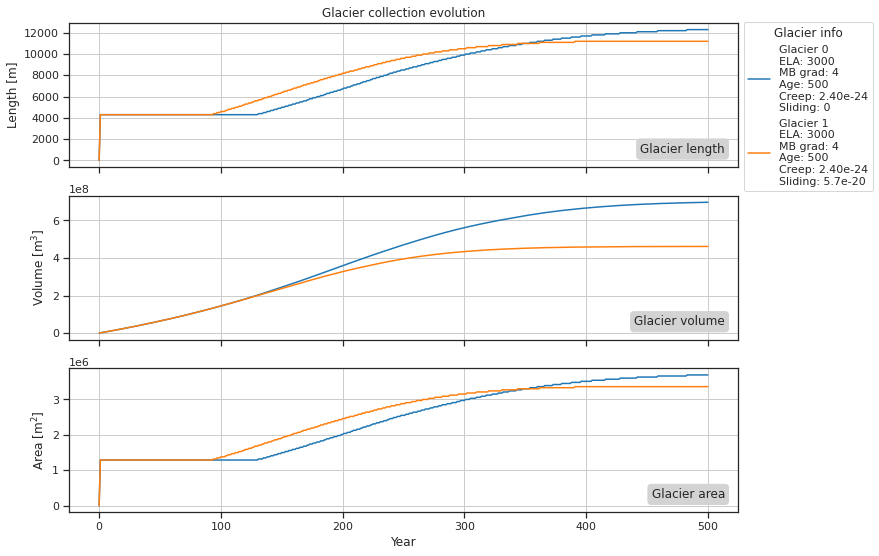 Glacier collection evolution
Length [m]
12000
10000
8000
6000
4000
2000
0
Glacier length
Glacier info
Glacier 0
ELA: 3000
MB grad: 4
Age: 500
Creep: 2.40e-24
Sliding: 0
Glacier 1
ELA: 3000
MB grad: 4
Age: 500
Creep: 2.40e-24
Sliding: 5.7e-20
1e8
Volume [m³]
6
4
2
0
Glacier volume
1e6
Area [m²]
3
2
1
0
Glacier area
0 100 200 300 400 500
Year